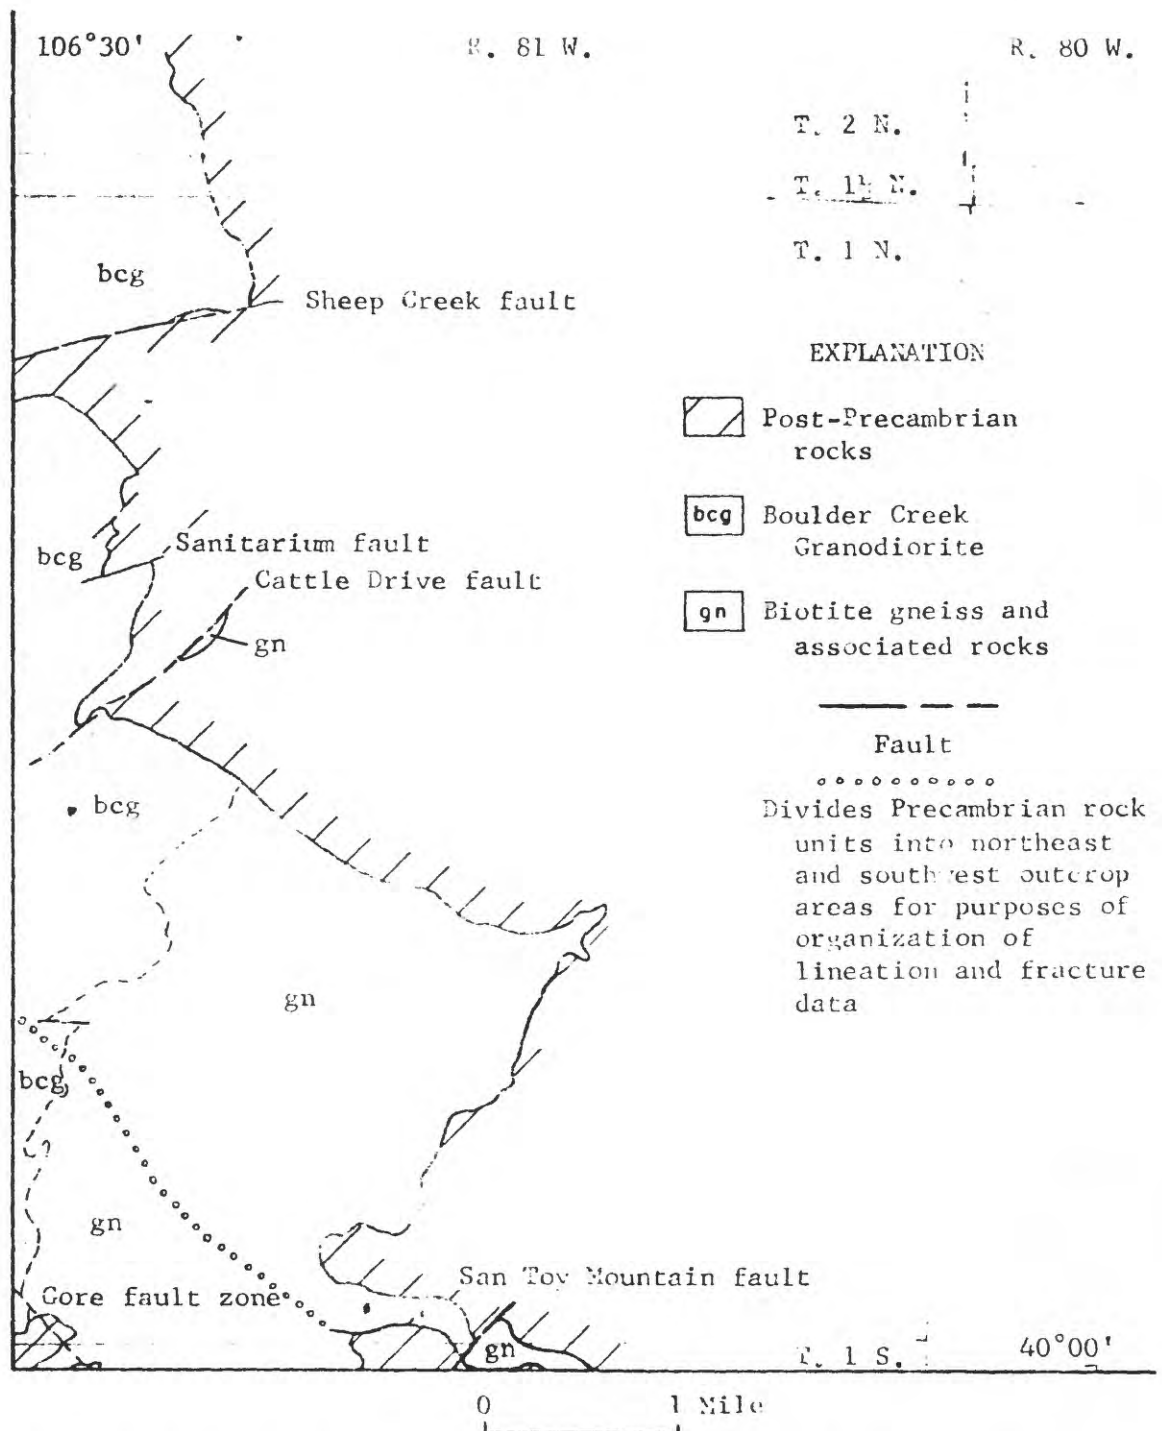 106°30'
R. 81 W.
R. 80 W.
T. 2 N.
T. 1½ N.
T. 1 N.
bcg
Sheep Creek fault
EXPLANATION
Post-Precambrian
rocks
bcg
Boulder Creek
Granodiorite
gn
Biotite gneiss and
associated rocks
Fault
Divides Precambrian rock
units into northeast
and southwest outcrop
areas for purposes of
organization of
lineation and fracture
data
bcg
Sanitarium fault
Cattle Drive fault
gn
bcg
gn
bcg
gn
Gore fault zone
San Toy Mountain fault
gn
T. 1 S.
40°00'
0
1 Mile